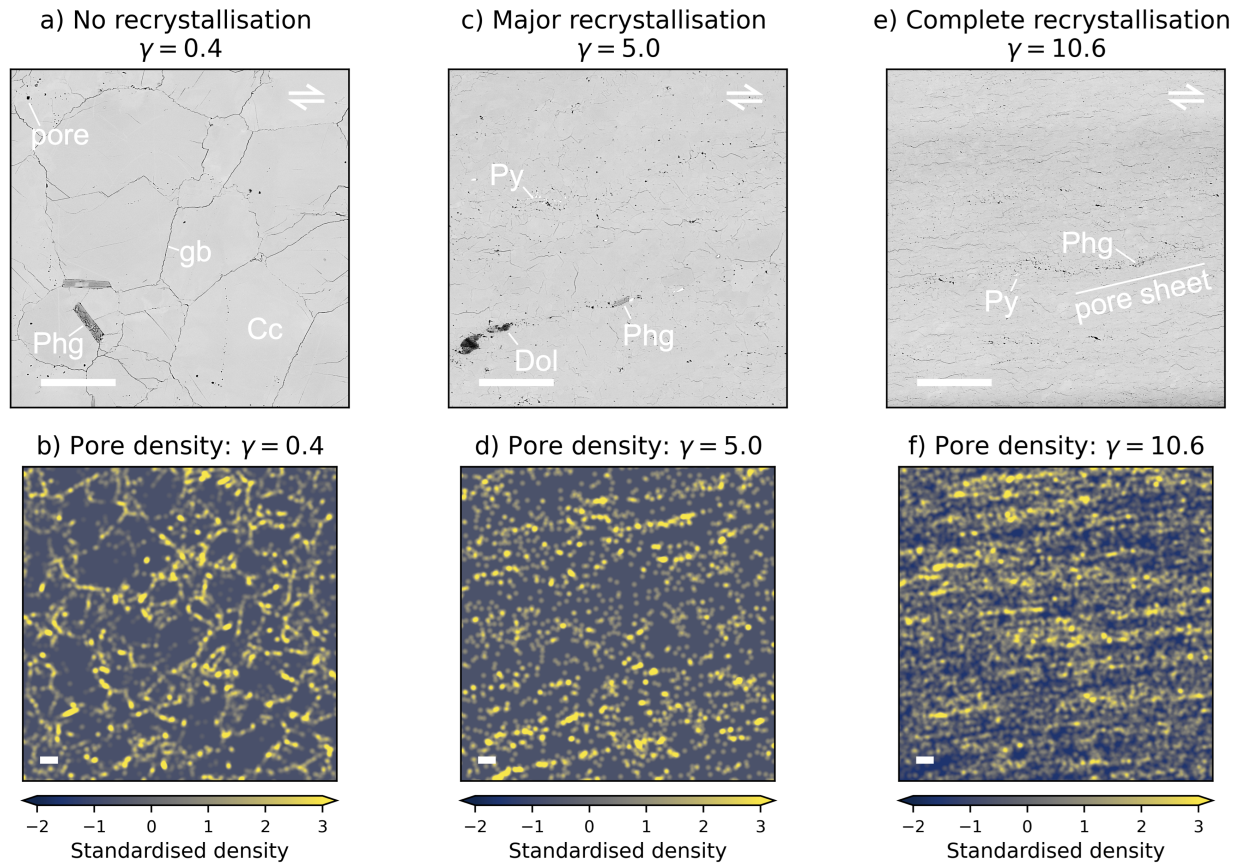 a) No recrystallisation
γ = 0.4
c) Major recrystallisation
γ = 5.0
e) Complete recrystallisation
γ = 10.6
pore
gb
Phg
Cc
Py
Dol
Phg
Phg
Py
pore sheet
b) Pore density: γ = 0.4
d) Pore density: γ = 5.0
f) Pore density: γ = 10.6
−2 −1 0 1 2 3
Standardised density
−2 −1 0 1 2 3
Standardised density
−2 −1 0 1 2 3
Standardised density